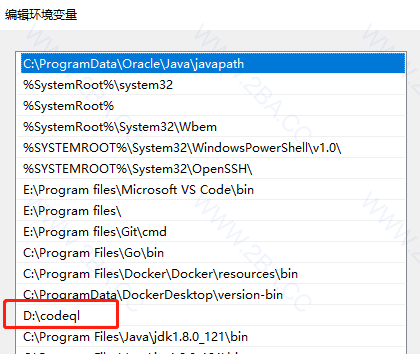 编辑环境变量
C:\ProgramData\Oracle\Java\javapath
%SystemRoot%\system32
%SystemRoot%
%SystemRoot%\System32\Wbem
%SYSTEMROOT%\System32\WindowsPowerShell\v1.0\
%SYSTEMROOT%\System32\OpenSSH\
E:\Program files\Microsoft VS Code\bin
E:\Program files\
E:\Program files\Git\cmd
C:\Program Files\Go\bin
C:\Program Files\Docker\Docker\resources\bin
C:\ProgramData\DockerDesktop\version-bin
D:\codeql
C:\Program Files\Java\jdk1.8.0_121\bin